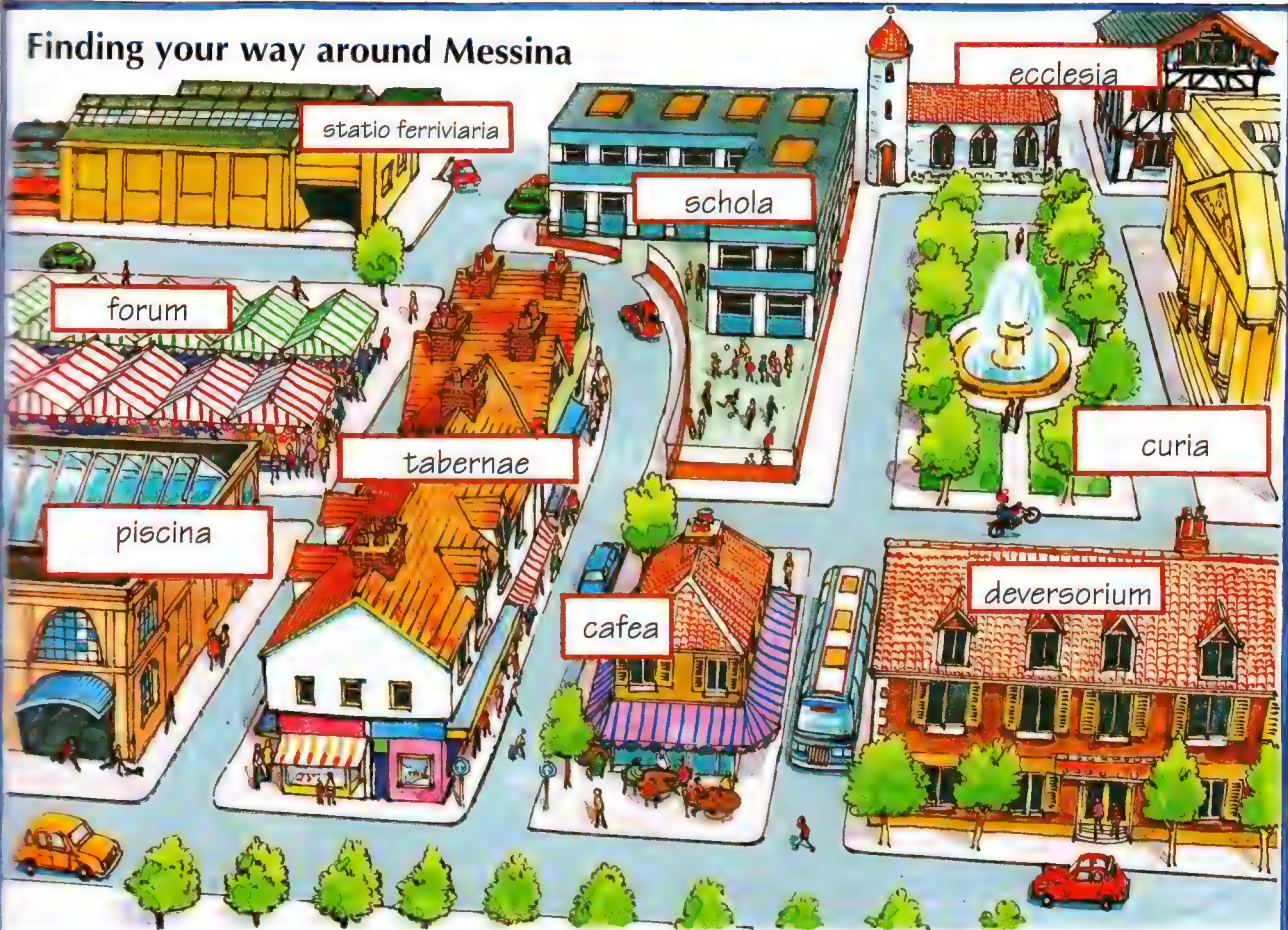 Finding your way around Messina
ecclesia
statio ferriviaria
schola
forum
curia
tabernae
piscina
deversorium
cafea